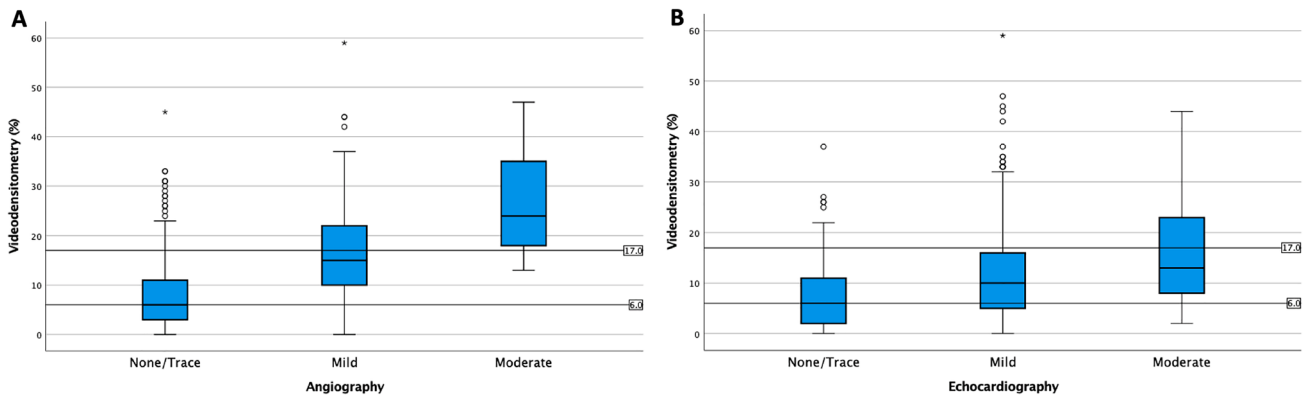 A
60
50
40
30
20
10
0
Videodensitometry (%)
17.0
6.0
None/Trace Mild Moderate
Angiography
B
60
50
40
30
20
10
0
Videodensitometry (%)
17.0
6.0
None/Trace Mild Moderate
Echocardiography